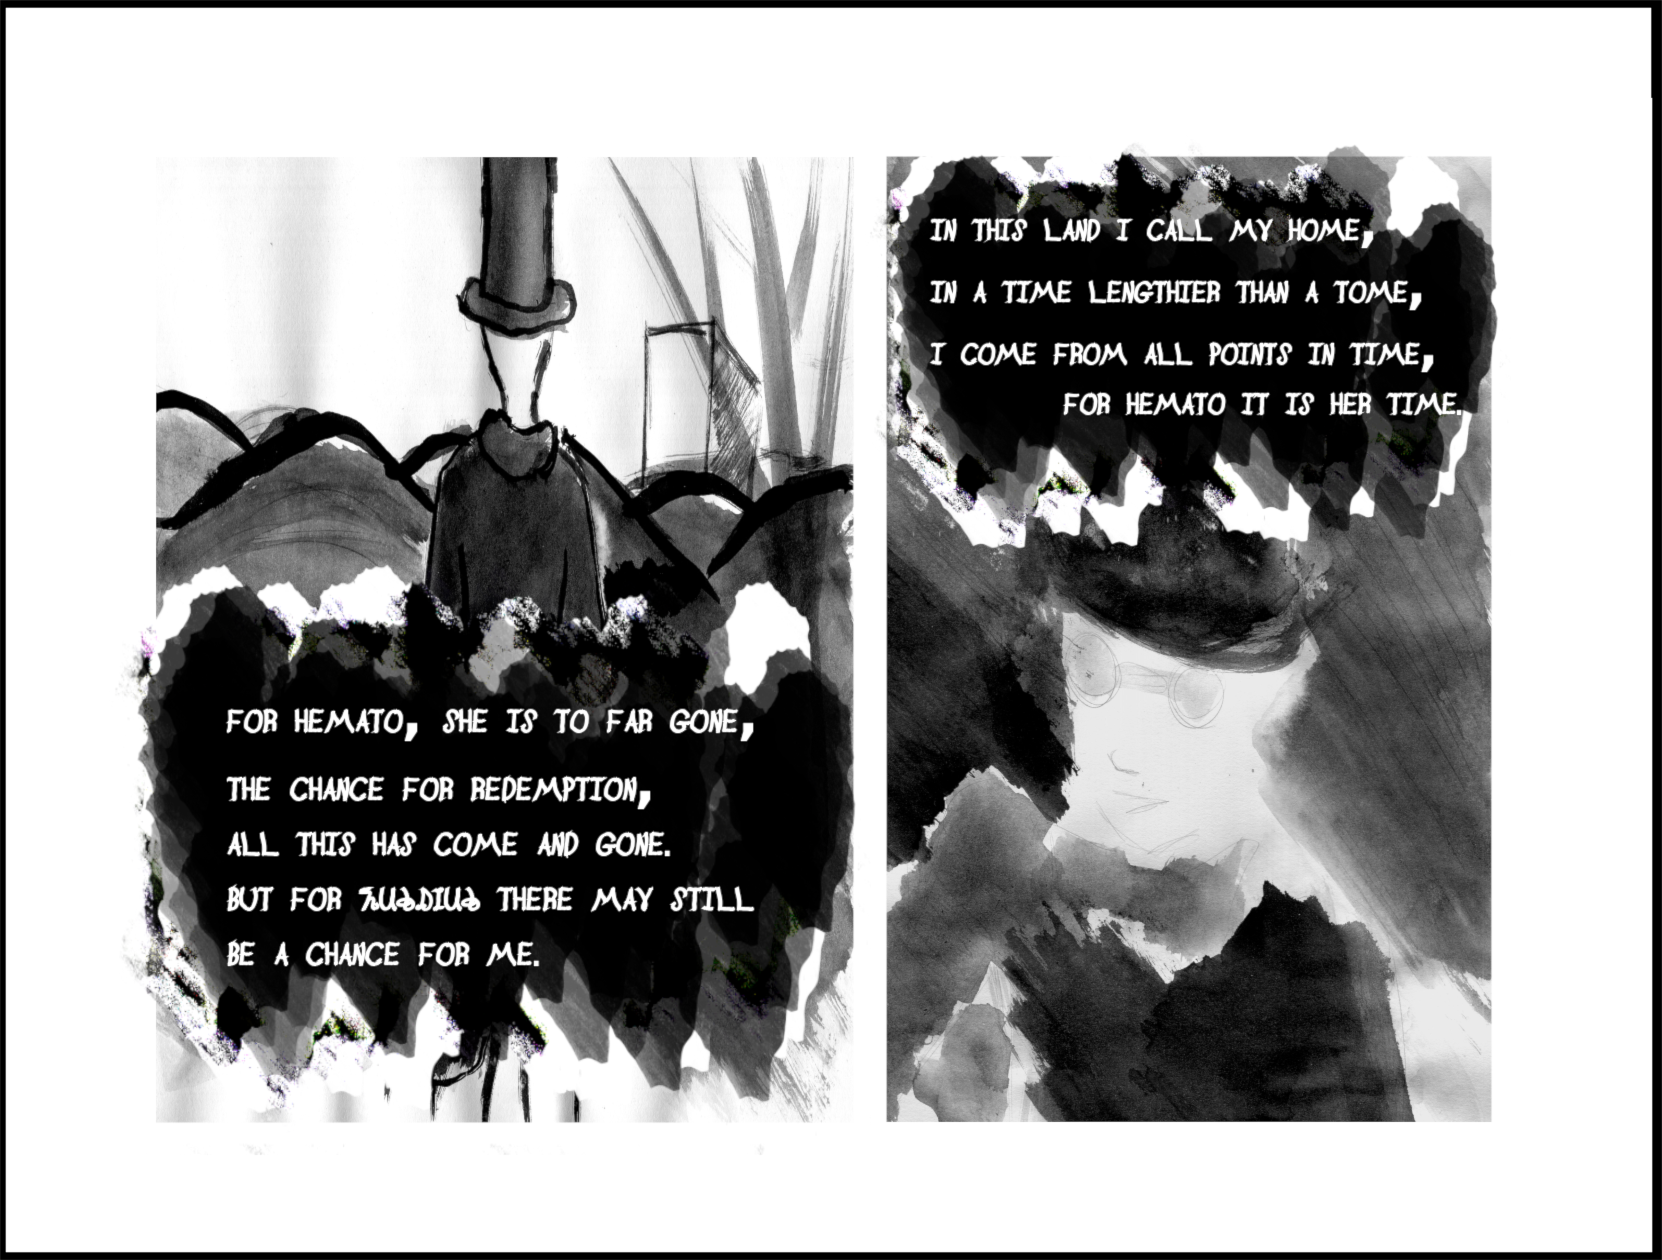 FOR HEMATO, SHE IS TO FAR GONE,
THE CHANCE FOR REDEMPTION,
ALL THIS HAS COME AND GONE.
BUT FOR THERE MAY STILL
BE A CHANCE FOR ME.
IN THIS LAND I CALL MY HOME,
IN A TIME LENGTHIER THAN A TOME,
I COME FROM ALL POINTS IN TIME,
FOR HEMATO IT IS HER TIME.